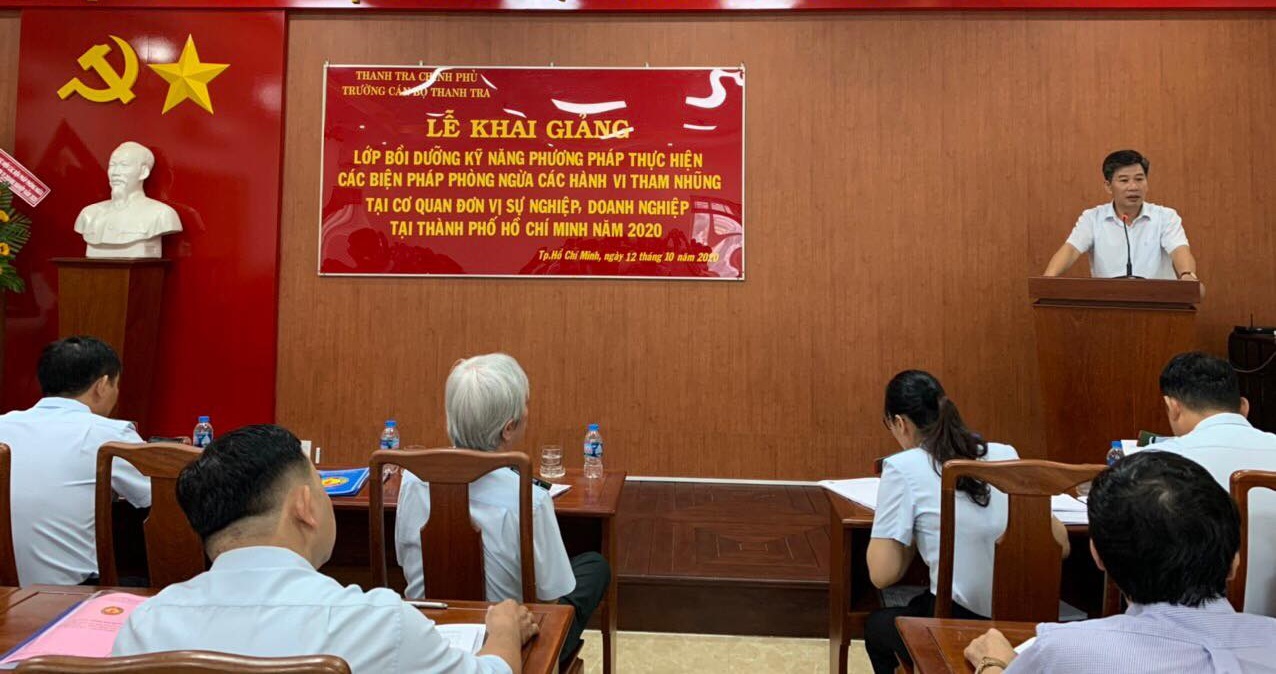 THANH TRA CHÍNH PHỦ
TRƯỜNG CÁN BỘ THANH TRA
LỄ KHAI GIẢNG
LỚP BỒI DƯỠNG KỸ NĂNG PHƯƠNG PHÁP THỰC HIỆN
CÁC BIỆN PHÁP PHÒNG NGỪA CÁC HÀNH VI THAM NHŨNG
TẠI CƠ QUAN ĐƠN VỊ SỰ NGHIỆP, DOANH NGHIỆP
TẠI THÀNH PHỐ HỒ CHÍ MINH NĂM 2020
Tp.Hồ Chí Minh, ngày 12 tháng 10 năm 2020